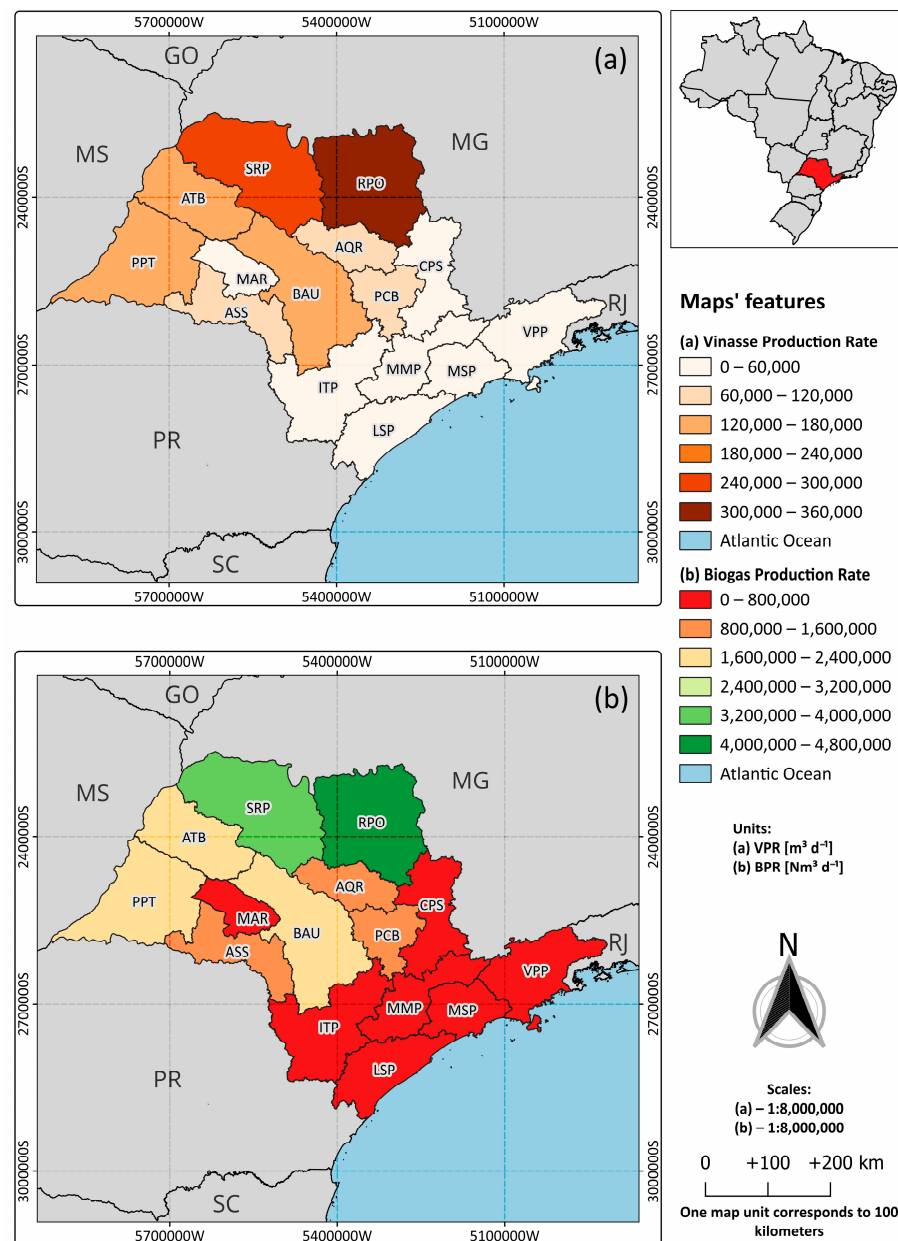 5700000W 5400000W 5100000W
GO
(a)
MS
MG
SRP
RPO
ATB
2400000S
2400000S
AQR
PPT
CPS
MAR
BAU
PCB
ASS
RJ
VPP
2700000S
2700000S
MMP
MSP
ITP
LSP
PR
3000000S
3000000S
SC
5700000W 5400000W 5100000W
Maps' features
(a) Vinasse Production Rate
0 – 60,000
60,000 – 120,000
120,000 – 180,000
180,000 – 240,000
240,000 – 300,000
300,000 – 360,000
Atlantic Ocean
(b) Biogas Production Rate
0 – 800,000
800,000 – 1,600,000
1,600,000 – 2,400,000
2,400,000 – 3,200,000
3,200,000 – 4,000,000
4,000,000 – 4,800,000
Atlantic Ocean
5700000W 5400000W 5100000W
GO
(b)
MS
MG
SRP
RPO
ATB
2400000S
2400000S
AQR
PPT
CPS
MAR
BAU
PCB
ASS
RJ
VPP
2700000S
2700000S
MMP
MSP
ITP
LSP
PR
3000000S
3000000S
SC
5700000W 5400000W 5100000W
Units:
(a) VPR [m³ d⁻¹]
(b) BPR [Nm³ d⁻¹]
N
Scales:
(a) – 1:8,000,000
(b) – 1:8,000,000
0 +100 +200 km
One map unit corresponds to 100
kilometers